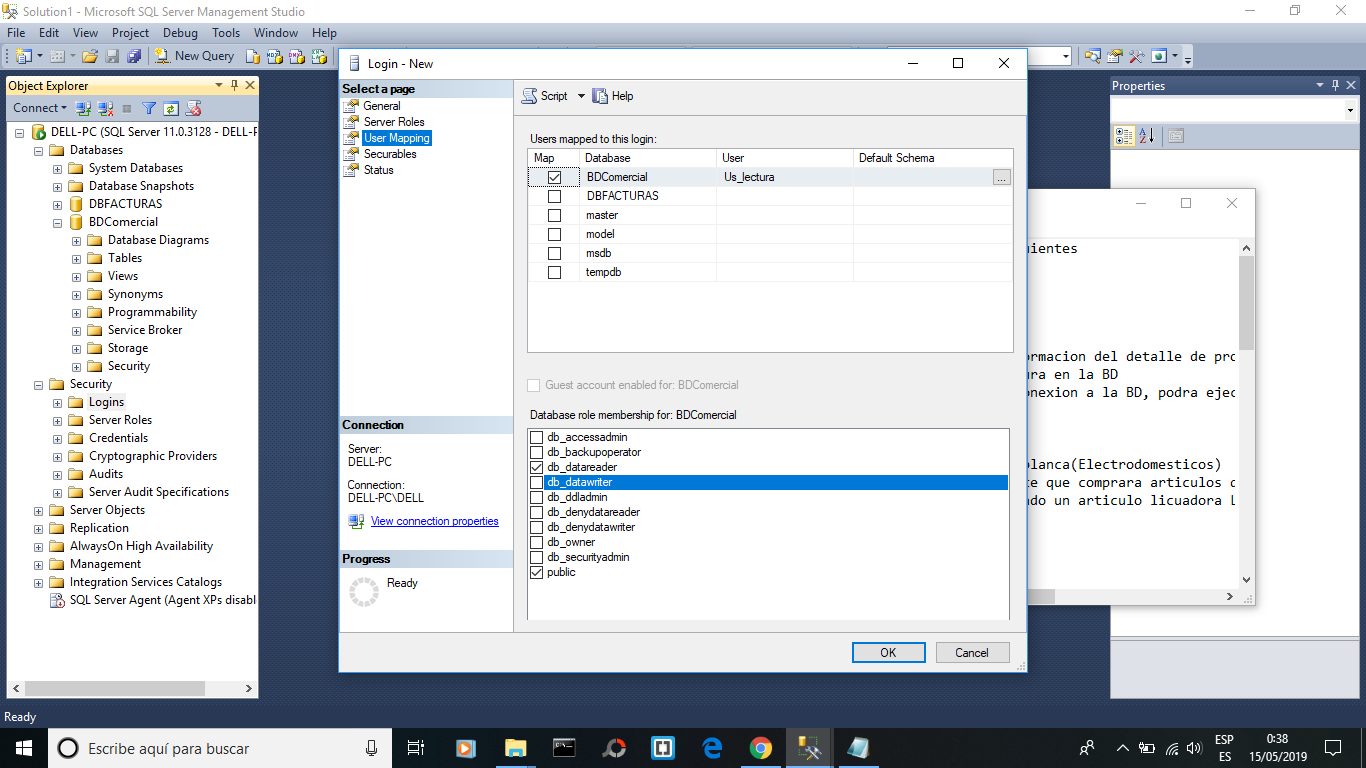 Solution1 - Microsoft SQL Server Management Studio
File Edit View Project Debug Tools Window Help
New Query
Object Explorer
Connect
DELL-PC (SQL Server 11.0.3128 - DELL-P
Databases
System Databases
Database Snapshots
DBFACTURAS
BDComercial
Database Diagrams
Tables
Views
Synonyms
Programmability
Service Broker
Storage
Security
Security
Logins
Server Roles
Credentials
Cryptographic Providers
Audits
Server Audit Specifications
Server Objects
Replication
AlwaysOn High Availability
Management
Integration Services Catalogs
SQL Server Agent (Agent XPs disabl
Login - New
Select a page
General
Server Roles
User Mapping
Securables
Status
Connection
Server:
DELL-PC
Connection:
DELL-PC\DELL
View connection properties
Progress
Ready
Script Help
Users mapped to this login:
Map Database User Default Schema
BDComercial Us_lectura ...
DBFACTURAS
master
model
msdb
tempdb
Guest account enabled for: BDComercial
Database role membership for: BDComercial
db_accessadmin
db_backupoperator
db_datareader
db_datawriter
db_ddladmin
db_denydatareader
db_denydatawriter
db_owner
db_securityadmin
public
OK Cancel
Properties
uientes
ormacion del detalle de pro
ura en la BD
onexion a la BD, podra ejec
planca(Electrodomesticos)
te que comprara articulos
ado un articulo licuadora
Ready
Escribe aquí para buscar
ESP
ES
0:38
15/05/2019